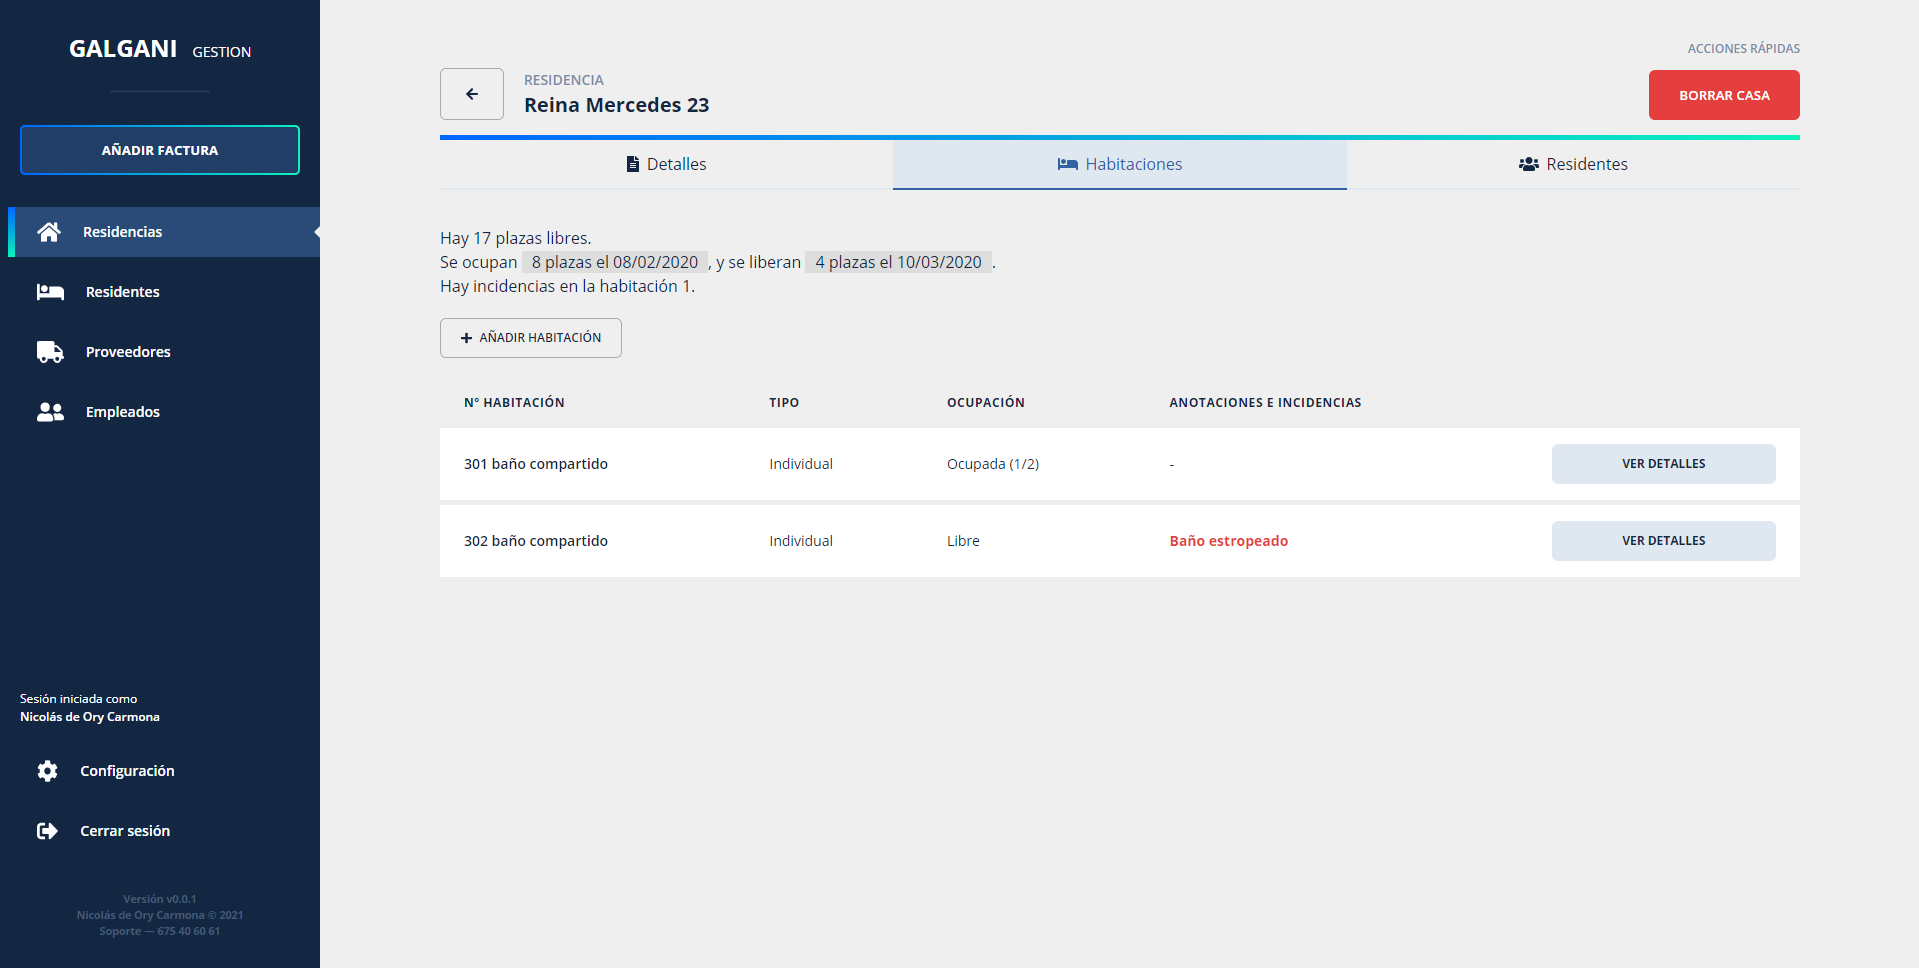 GALGANI GESTION
AÑADIR FACTURA
Residencias
Residentes
Proveedores
Empleados
Sesión iniciada como
Nicolás de Ory Carmona
Configuración
Cerrar sesión
Versión v0.0.1
Nicolás de Ory Carmona © 2021
Soporte — 675 40 60 61
ACCIONES RÁPIDAS
RESIDENCIA
Reina Mercedes 23
BORRAR CASA
Detalles Habitaciones Residentes
Hay 17 plazas libres.
Se ocupan 8 plazas el 08/02/2020 , y se liberan 4 plazas el 10/03/2020 .
Hay incidencias en la habitación 1.
+ AÑADIR HABITACIÓN
Nº HABITACIÓN TIPO OCUPACIÓN ANOTACIONES E INCIDENCIAS
301 baño compartido Individual Ocupada (1/2) - VER DETALLES
302 baño compartido Individual Libre Baño estropeado VER DETALLES